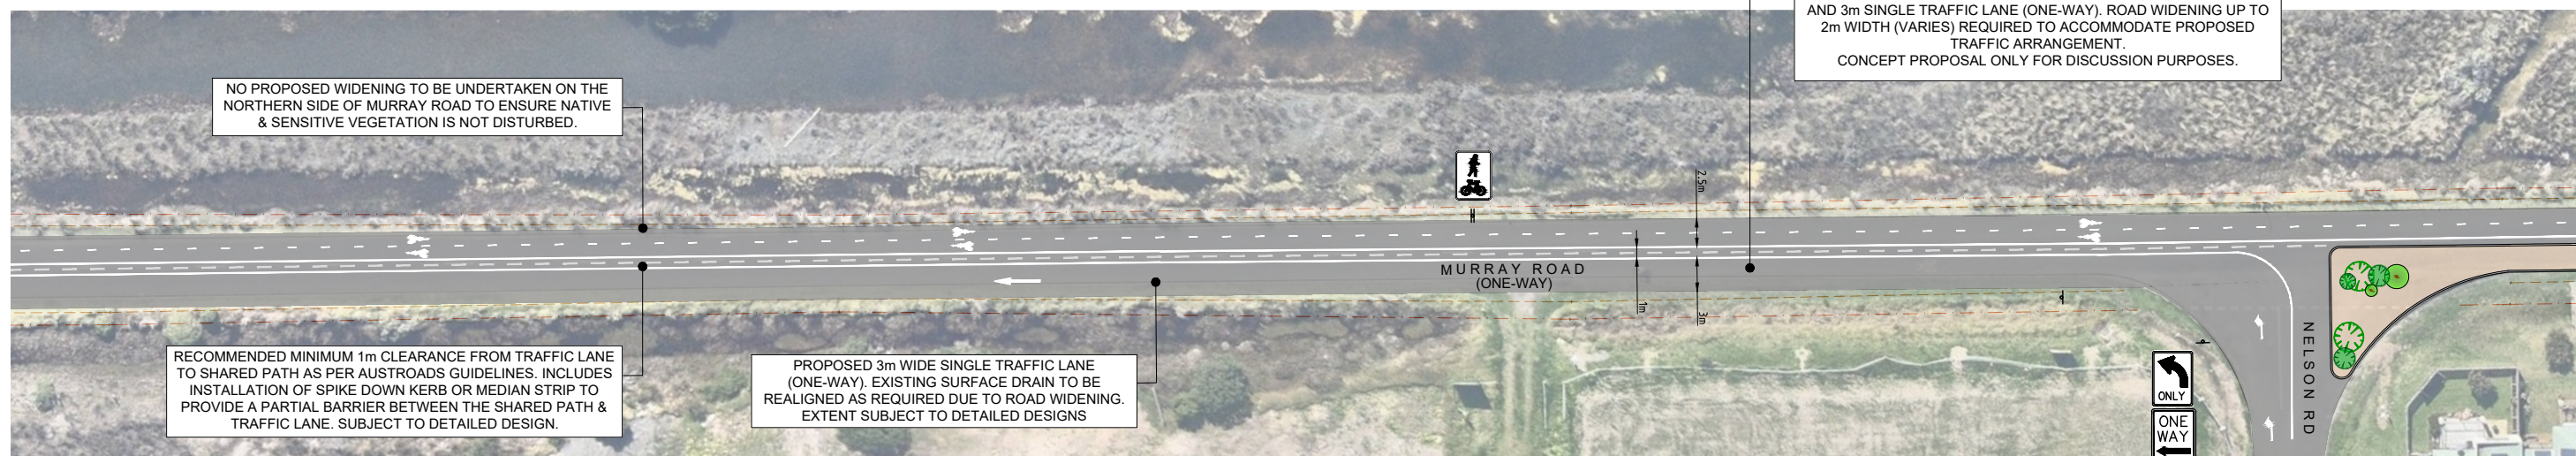 AND 3m SINGLE TRAFFIC LANE (ONE-WAY). ROAD WIDENING UP TO
2m WIDTH (VARIES) REQUIRED TO ACCOMMODATE PROPOSED
TRAFFIC ARRANGEMENT.
CONCEPT PROPOSAL ONLY FOR DISCUSSION PURPOSES.
NO PROPOSED WIDENING TO BE UNDERTAKEN ON THE
NORTHERN SIDE OF MURRAY ROAD TO ENSURE NATIVE
& SENSITIVE VEGETATION IS NOT DISTURBED.
2.5m
MURRAY ROAD
(ONE-WAY)
1m
3m
RECOMMENDED MINIMUM 1m CLEARANCE FROM TRAFFIC LANE
TO SHARED PATH AS PER AUSTROADS GUIDELINES. INCLUDES
INSTALLATION OF SPIKE DOWN KERB OR MEDIAN STRIP TO
PROVIDE A PARTIAL BARRIER BETWEEN THE SHARED PATH &
TRAFFIC LANE. SUBJECT TO DETAILED DESIGN.
PROPOSED 3m WIDE SINGLE TRAFFIC LANE
(ONE-WAY). EXISTING SURFACE DRAIN TO BE
REALIGNED AS REQUIRED DUE TO ROAD WIDENING.
EXTENT SUBJECT TO DETAILED DESIGNS
ONLY
ONE
WAY
NELSON RD